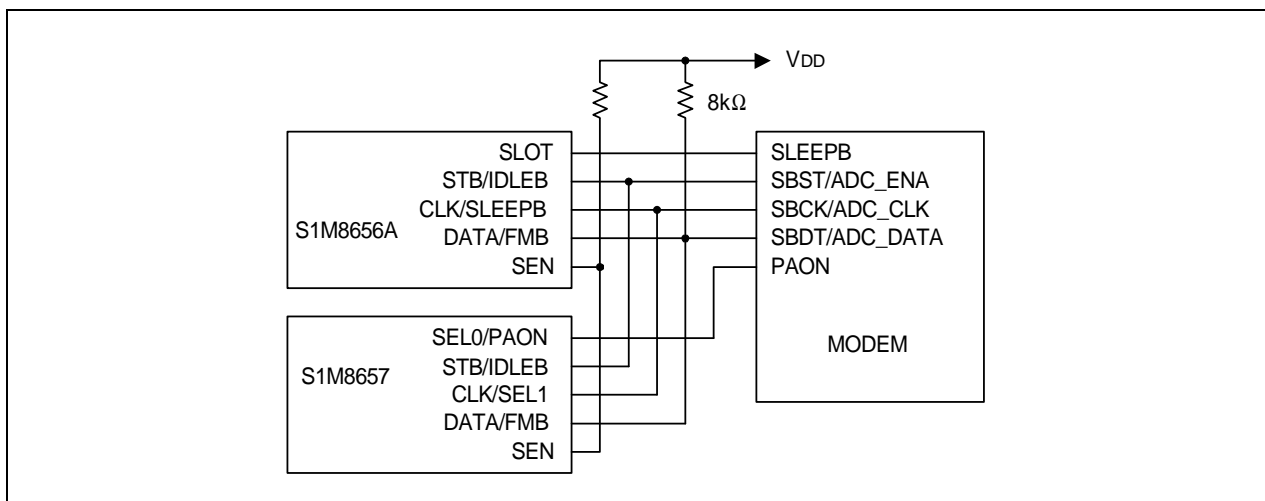 VDD
8kΩ
S1M8656A
SLOT
STB/IDLEB
CLK/SLEEPB
DATA/FMB
SEN
SLEEPB
SBST/ADC_ENA
SBCK/ADC_CLK
SBDT/ADC_DATA
PAON
MODEM
S1M8657
SEL0/PAON
STB/IDLEB
CLK/SEL1
DATA/FMB
SEN